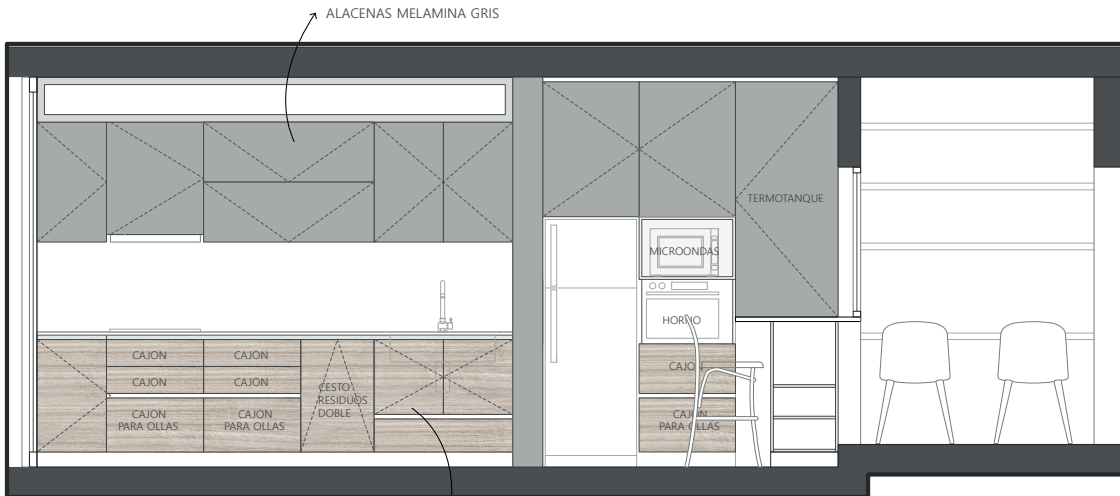 ALACENAS MELAMINA GRIS
TERMOTANQUE
MICROONDAS
HORNO
CAJON
CAJON
CAJON
CAJON
CAJON
CAJON
PARA OLLAS
CAJON
PARA OLLAS
CESTO
RESIDUOS
DOBLE
CAJON
PARA OLLAS